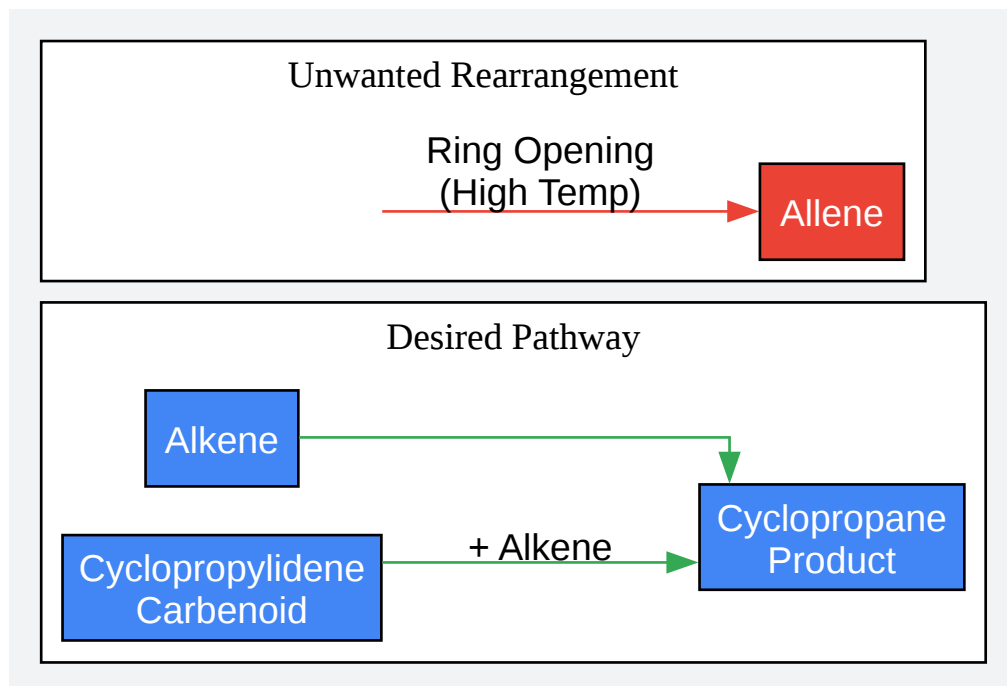 Unwanted Rearrangement
Ring Opening
(High Temp)
Allene
Desired Pathway
Alkene
Cyclopropane
Product
+ Alkene
Cyclopropylidene
Carbenoid